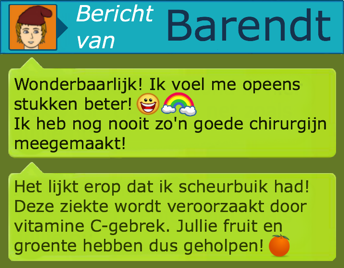 Bericht
van
Barendt
Wonderbaarlijk! Ik voel me opeens
stukken beter!
Ik heb nog nooit zo'n goede chirurgijn
meegemaakt!
Het lijkt erop dat ik scheurbuik had!
Deze ziekte wordt veroorzaakt door
vitamine C-gebrek. Jullie fruit en
groente hebben dus geholpen!